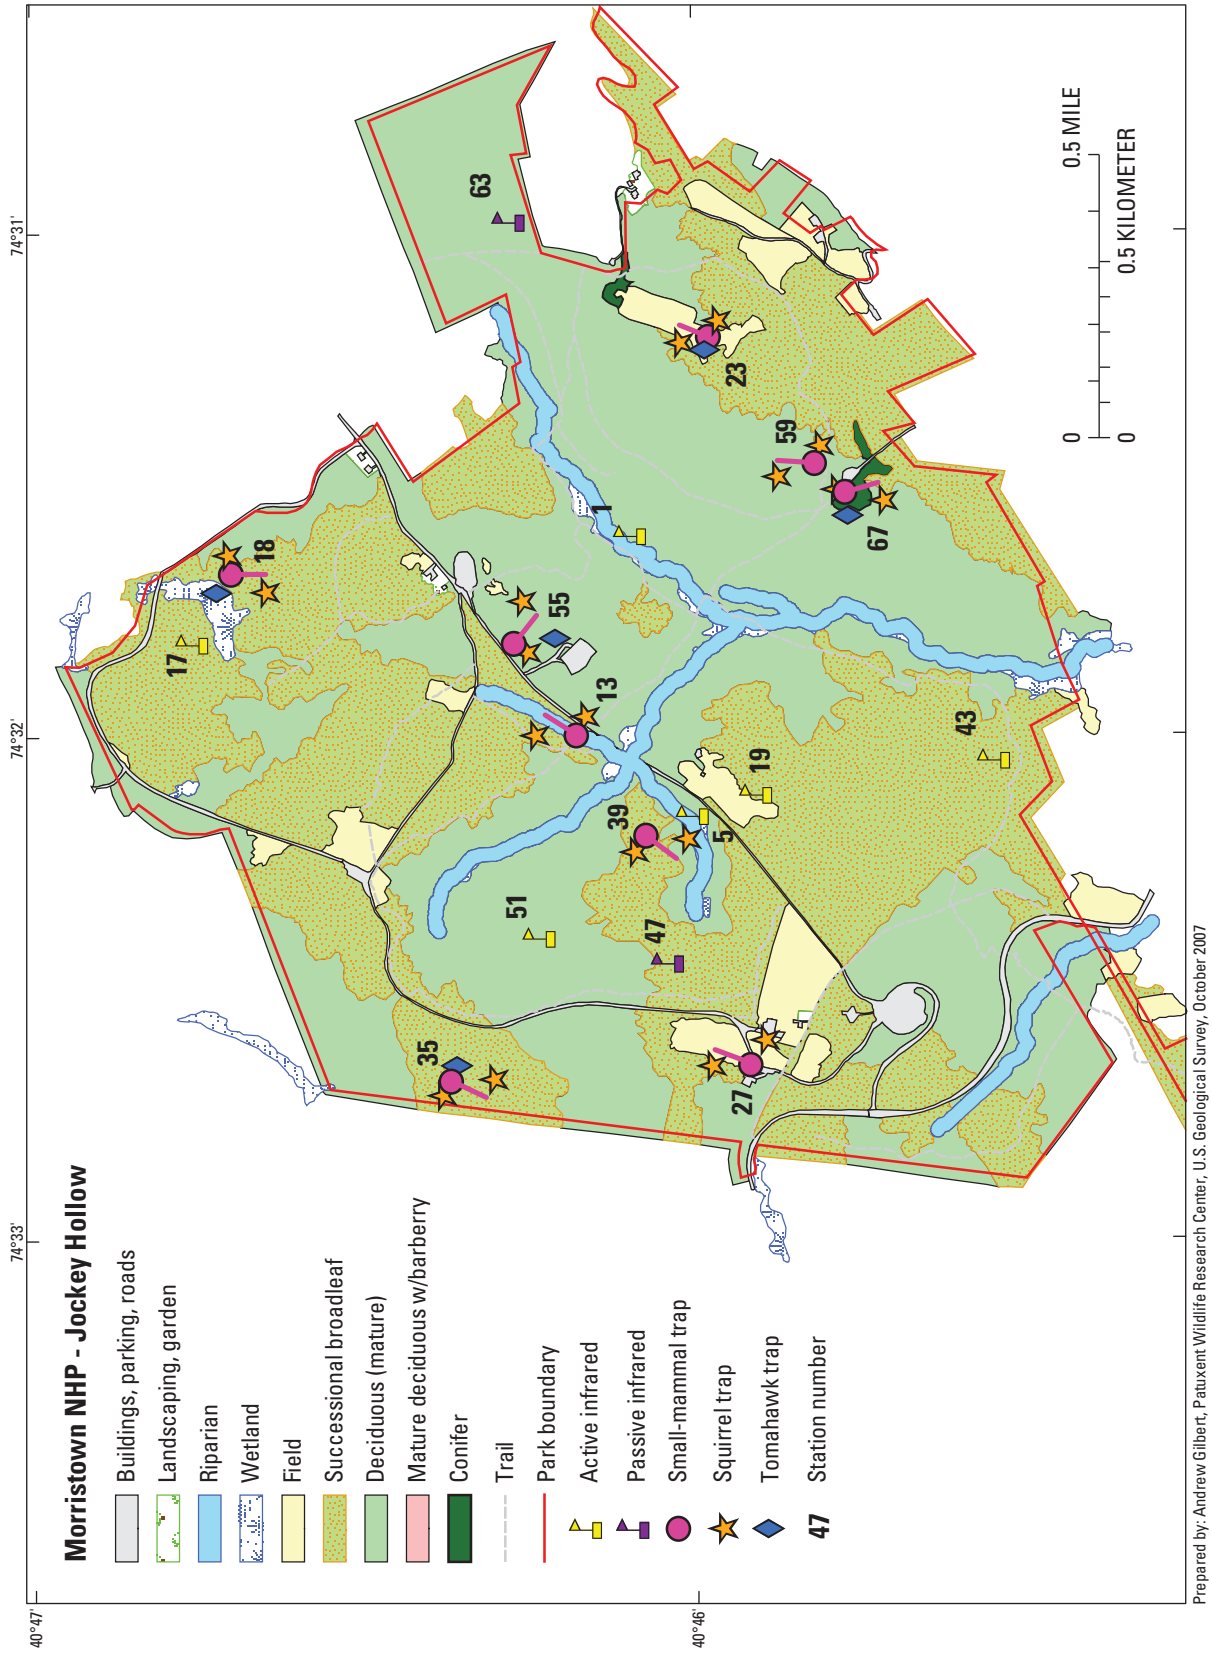 Morristown NHP - Jockey Hollow
Buildings, parking, roads
Landscaping, garden
Riparian
Wetland
Field
Successional broadleaf
Deciduous (mature)
Mature deciduous w/barberry
Conifer
Trail
Park boundary
Active infrared
Passive infrared
Small-mammal trap
Squirrel trap
Tomahawk trap
47 Station number
40°47'
40°46'
74°33'
74°32'
74°31'
17
18
63
35
55
13
1
51
39
47
5
19
23
59
67
27
43
0 0.5 MILE
0 0.5 KILOMETER
Prepared by: Andrew Gilbert, Patuxent Wildlife Research Center, U.S. Geological Survey, October 2007